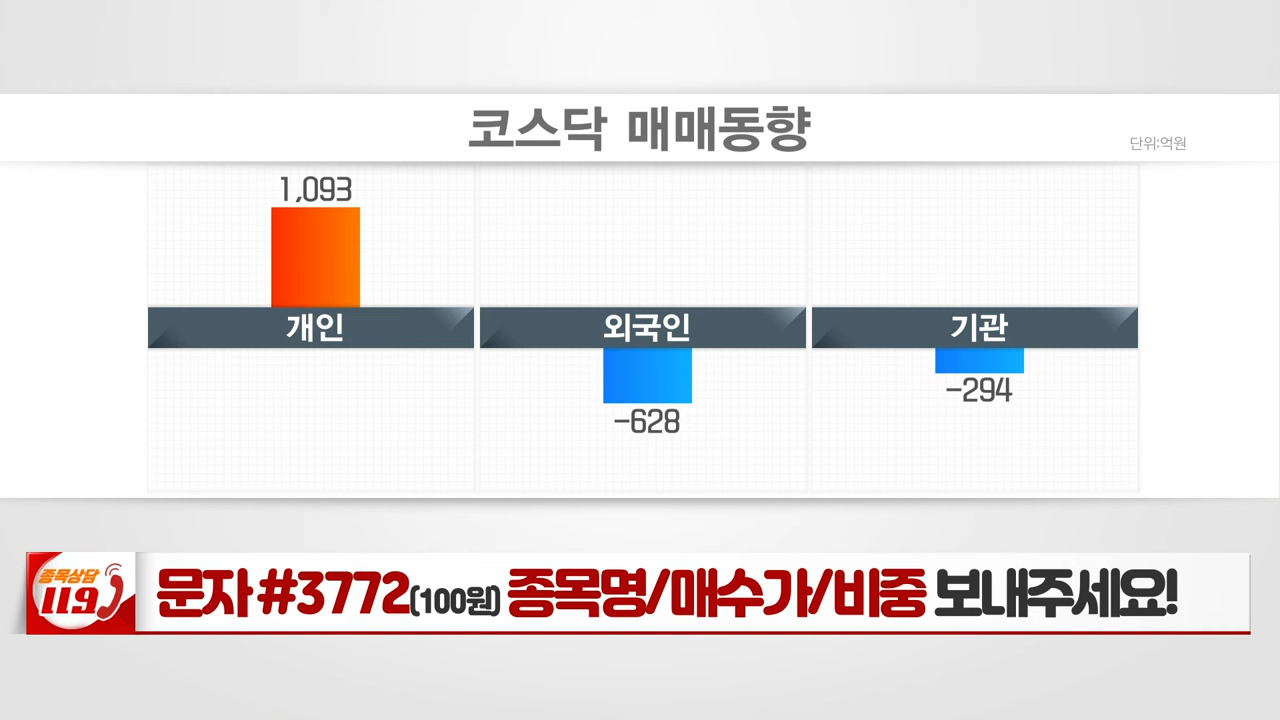 코스닥 매매동향
단위:억원
1,093
개인
외국인
기관
-628
-294
종목상담
119
문자 #3772(100원) 종목명/매수가/비중 보내주세요!